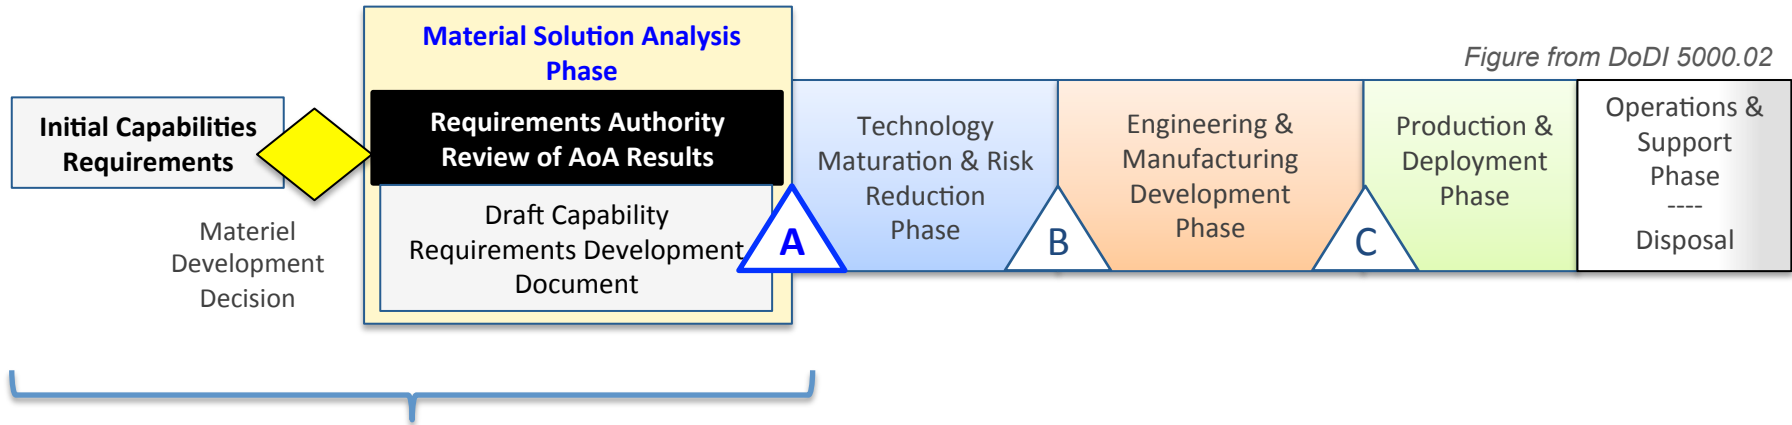 Material Solution Analysis
Phase
Figure from DoDI 5000.02
Initial Capabilities
Requirements
Requirements Authority
Review of AoA Results
Materiel
Development
Decision
Draft Capability
Requirements Development
Document
A
Technology
Maturation & Risk
Reduction
Phase
B
Engineering &
Manufacturing
Development
Phase
C
Production &
Deployment
Phase
Operations &
Support
Phase
----
Disposal